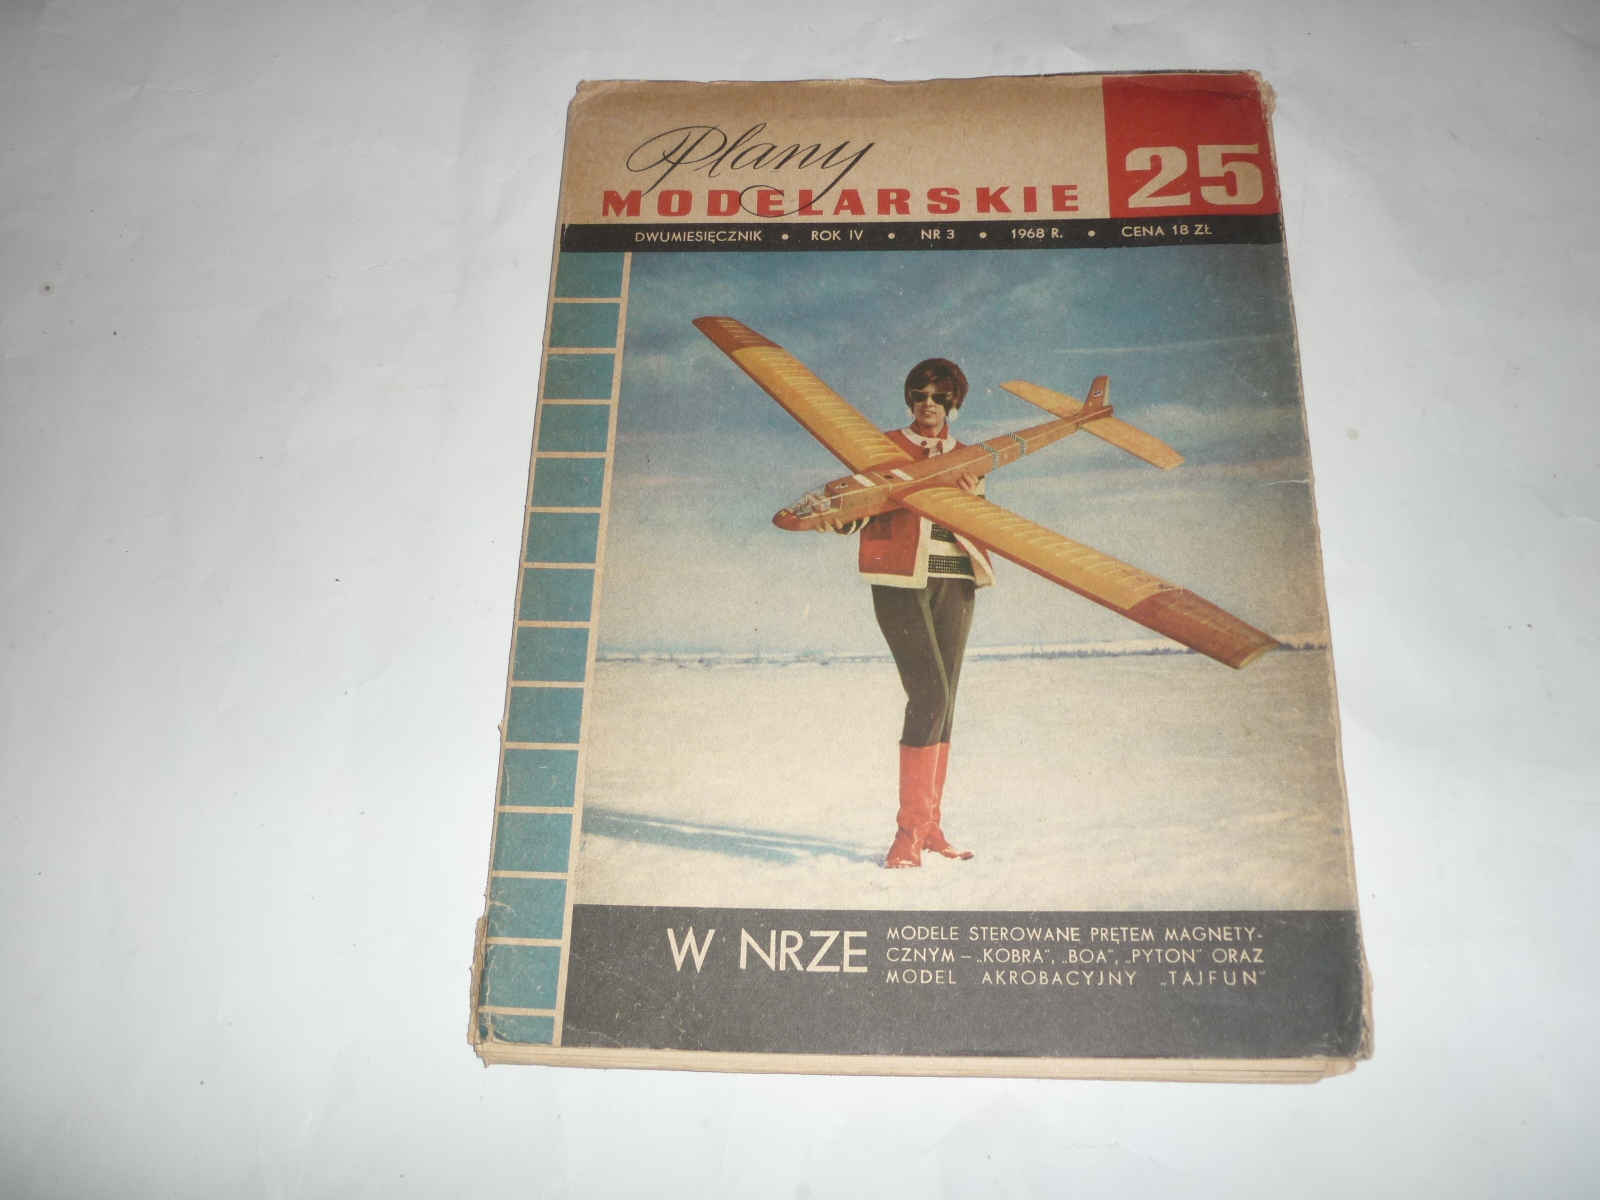 Plany
MODELARSKIE
25
DWUMIESIĘCZNIK • ROK IV • NR 3 • 1968 R. • CENA 18 ZŁ
W NRZE
MODELE STEROWANE PRĘTEM MAGNETY-
CZNYM – „KOBRA", „BOA", „PYTON" ORAZ
MODEL AKROBACYJNY „TAJFUN"